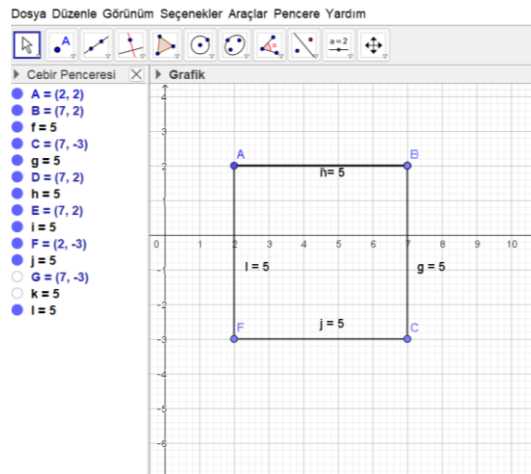 Dosya Düzenle Görünüm Seçenekler Araçlar Pencere Yardım
A
a=2
Cebir Penceresi
Grafik
A = (2, 2)
B = (7, 2)
f = 5
C = (7, -3)
g = 5
D = (7, 2)
h = 5
E = (7, 2)
i = 5
F = (2, -3)
j = 5
G = (7, -3)
k = 5
l = 5
4
3
A
B
2
1
0 1 2 3 4 5 6 7 8 9 10
l = 5
g = 5
-1
-2
F
j = 5
C
-3
-4
-5
-6